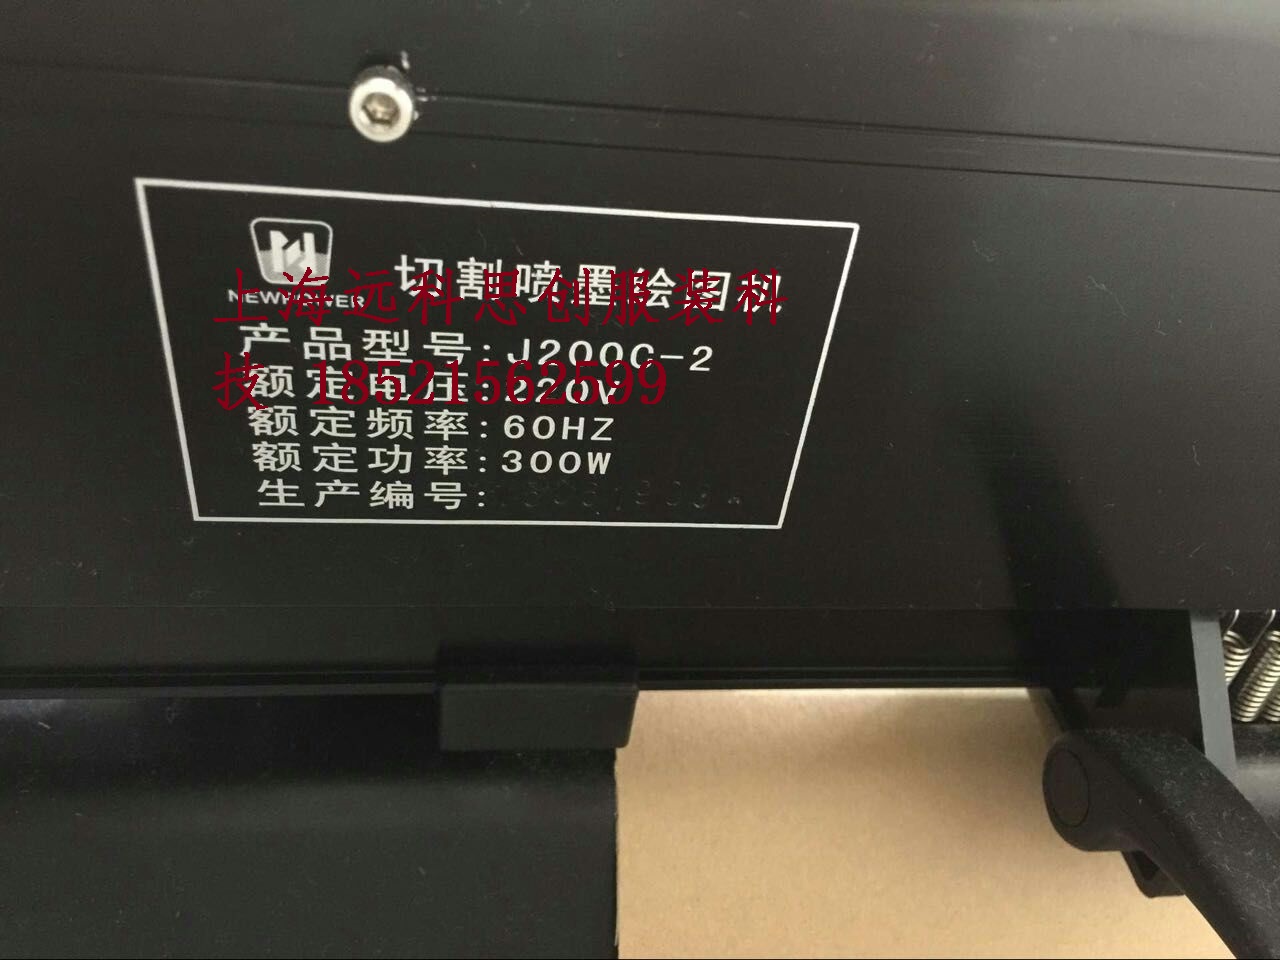 切割喷墨绘图机
上海远科思创服装科
产品型号:J200C-2
技 18521562599
额定电压:220V
额定频率:60HZ
额定功率:300W
生产编号: